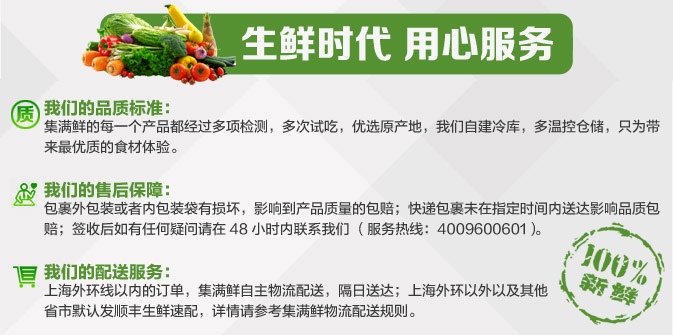 生鲜时代 用心服务
质 我们的品质标准：
集满鲜的每一个产品都经过多项检测，多次试吃，优选原产地，我们自建冷库，多温控仓储，只为带
来最优质的食材体验。
我们的售后保障：
包裹外包装或者内包装袋有损坏，影响到产品质量的包赔；快递包裹未在指定时间内送达影响品质包
赔；签收后如有任何疑问请在 48 小时内联系我们（ 服务热线：4009600601 ）。
我们的配送服务：
上海外环线以内的订单，集满鲜自主物流配送，隔日送达；上海外环以外以及其他
省市默认发顺丰生鲜速配，详情请参考集满鲜物流配送规则。
100%
新鲜